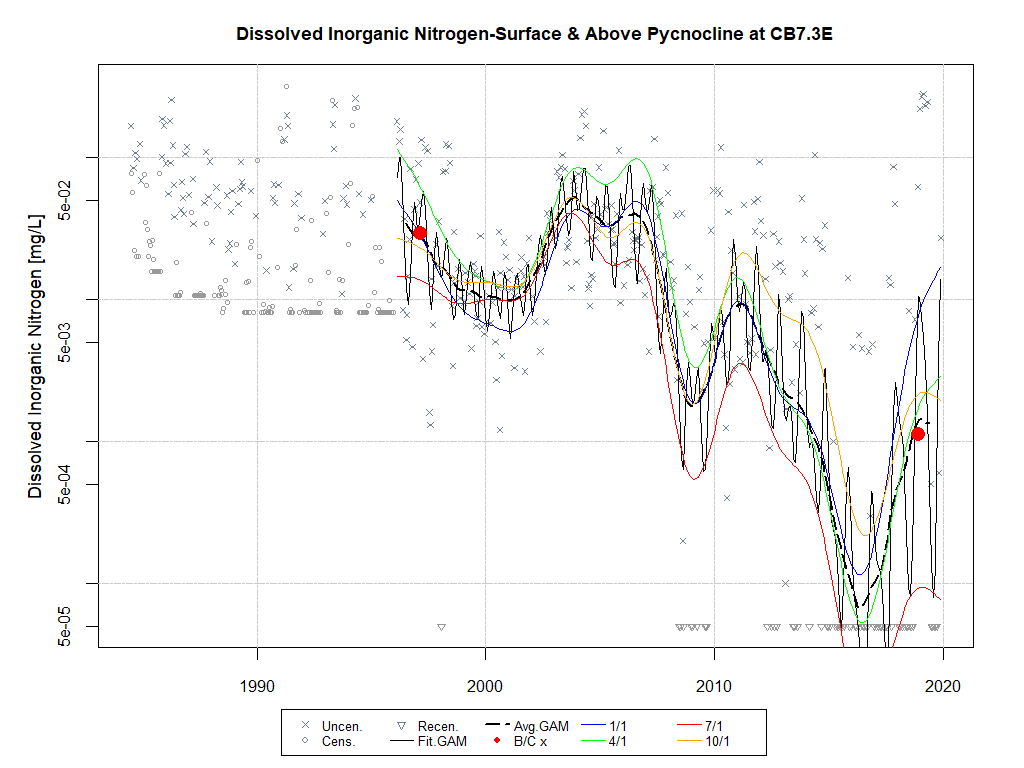 Dissolved Inorganic Nitrogen-Surface & Above Pycnocline at CB7.3E
Dissolved Inorganic Nitrogen [mg/L]
5e-02
5e-03
5e-04
5e-05
1990 2000 2010 2020
Uncen. Recen. Avg.GAM 1/1 7/1
Cens. Fit.GAM B/C x 4/1 10/1